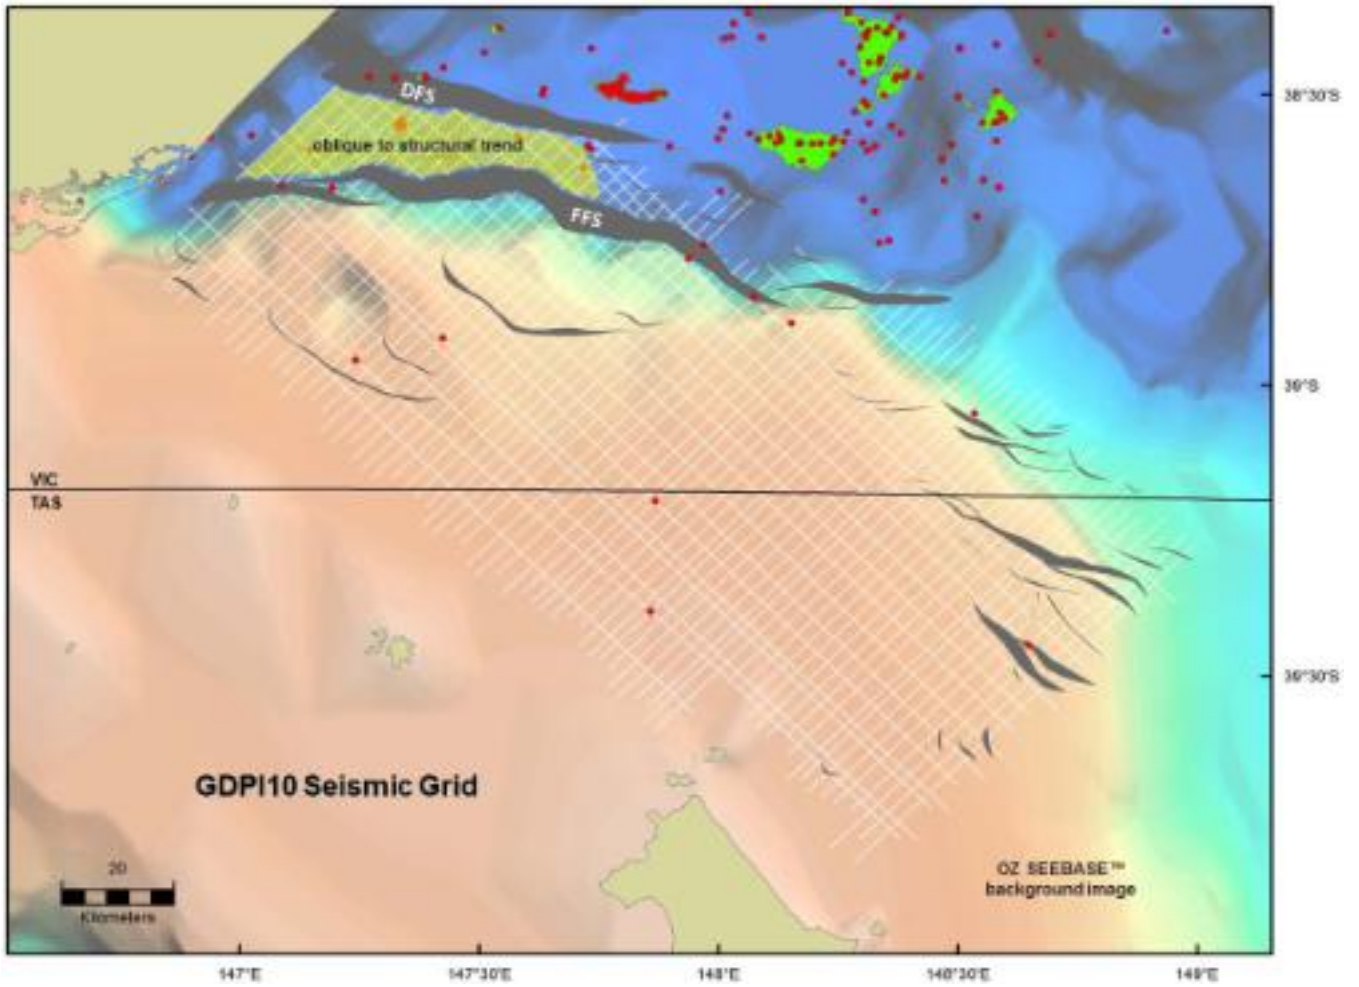 DFS
38°30'S
oblique to structural trend
FFS
39°S
VIC
TAS
39°30'S
GDPI10 Seismic Grid
20
Kilometers
OZ SEEBASE™
background image
147°E
147°30'E
148°E
148°30'E
149°E